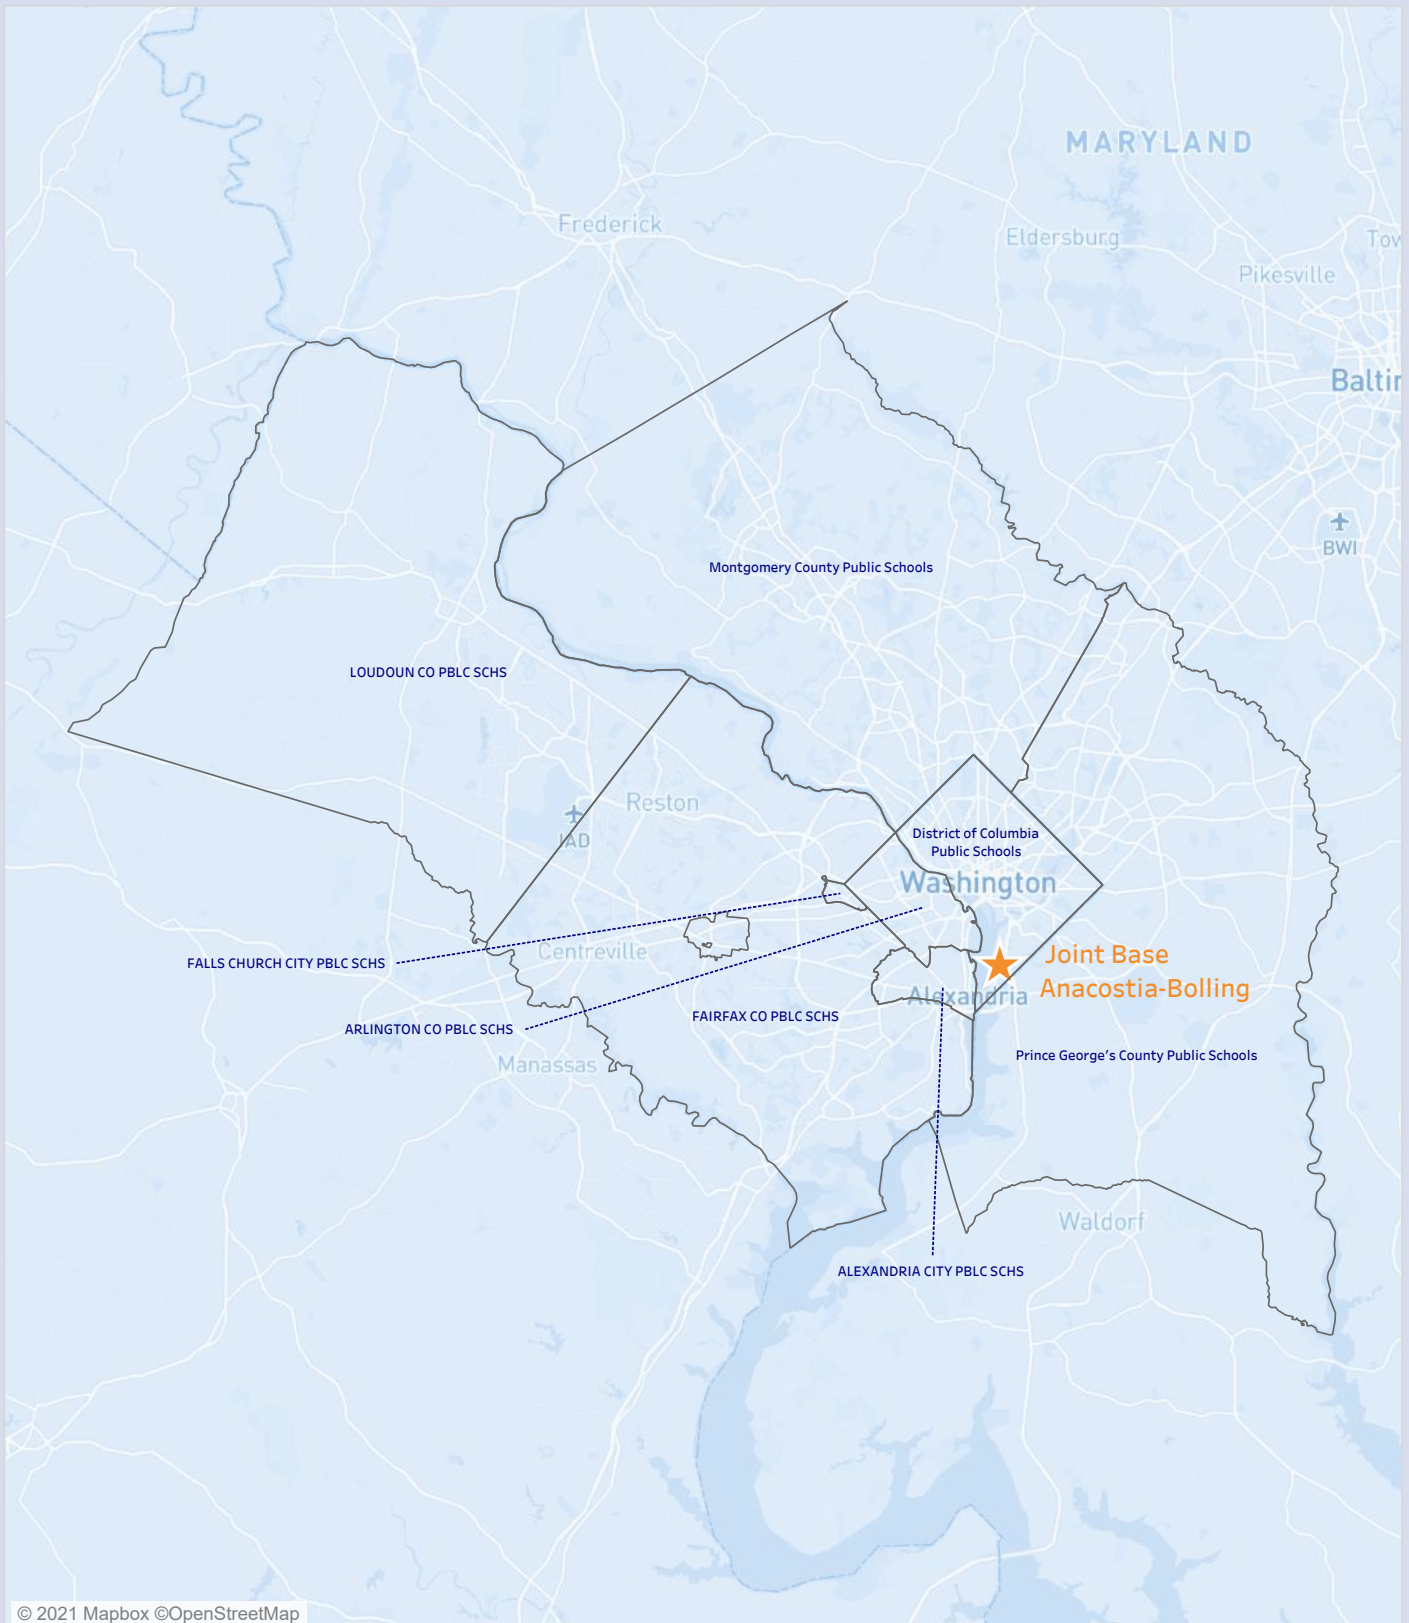 MARYLAND
Frederick
Eldersburg
Tow
Pikesville
Baltir
BWI
Montgomery County Public Schools
LOUDOUN CO PBLC SCHS
Reston
IAD
District of Columbia
Public Schools
Washington
Centreville
FALLS CHURCH CITY PBLC SCHS
Joint Base
Anacostia-Bolling
Alexandria
FAIRFAX CO PBLC SCHS
ARLINGTON CO PBLC SCHS
Manassas
Prince George's County Public Schools
Waldorf
ALEXANDRIA CITY PBLC SCHS
© 2021 Mapbox ©OpenStreetMap